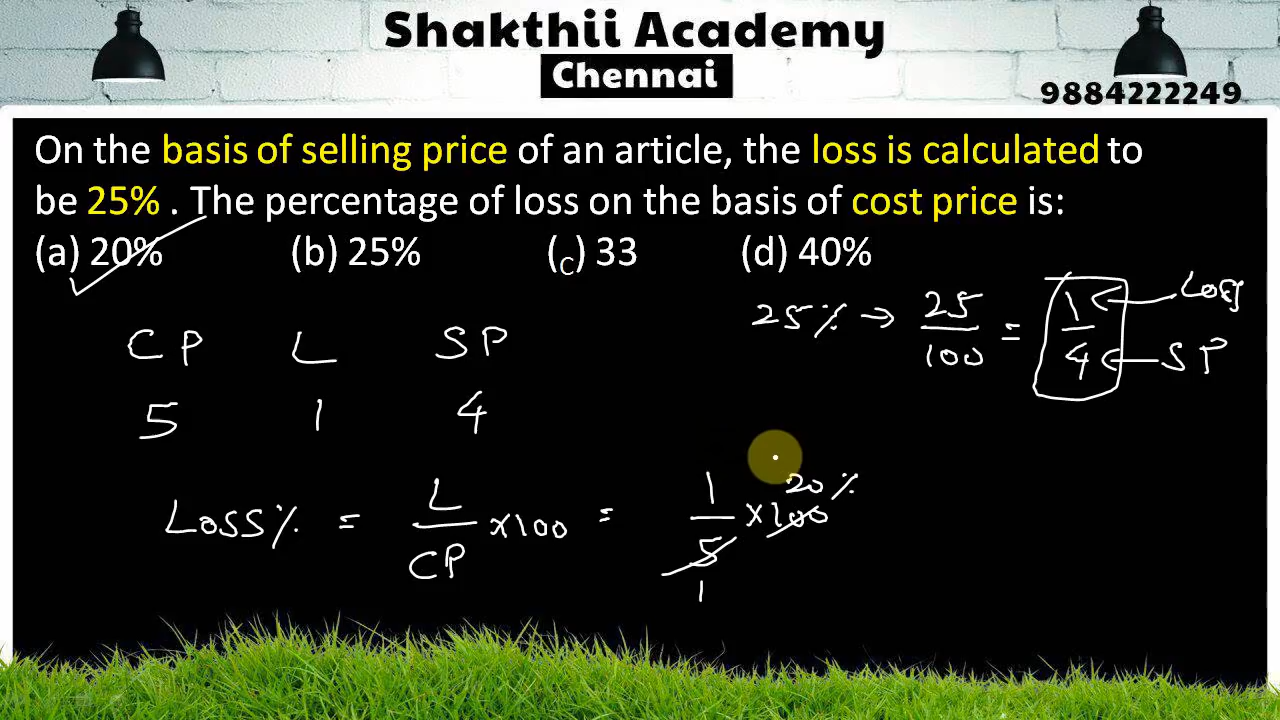 Shakthii Academy
Chennai
9884222249
On the basis of selling price of an article, the loss is calculated to
be 25% . The percentage of loss on the basis of cost price is:
(a) 20% (b) 25% (c) 33 (d) 40%
25% → 25/100 = 1/4 Loss SP
CP L SP
5 1 4
Loss% = L/CP ×100 = 1/5 ×100 20%
1